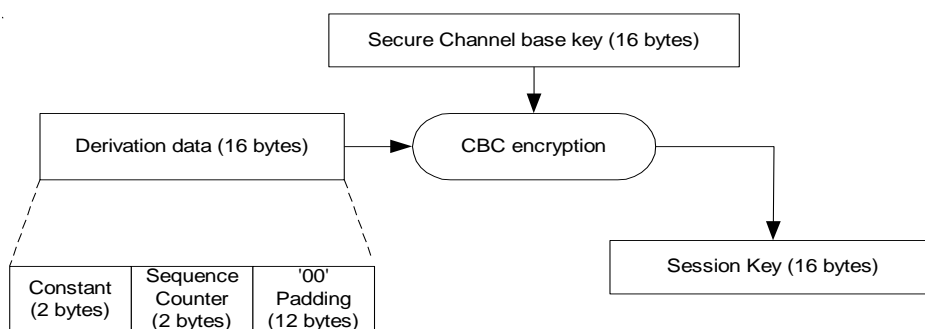 Secure Channel base key (16 bytes)
Derivation data (16 bytes)
CBC encryption
Session Key (16 bytes)
Constant
(2 bytes)
Sequence
Counter
(2 bytes)
'00'
Padding
(12 bytes)